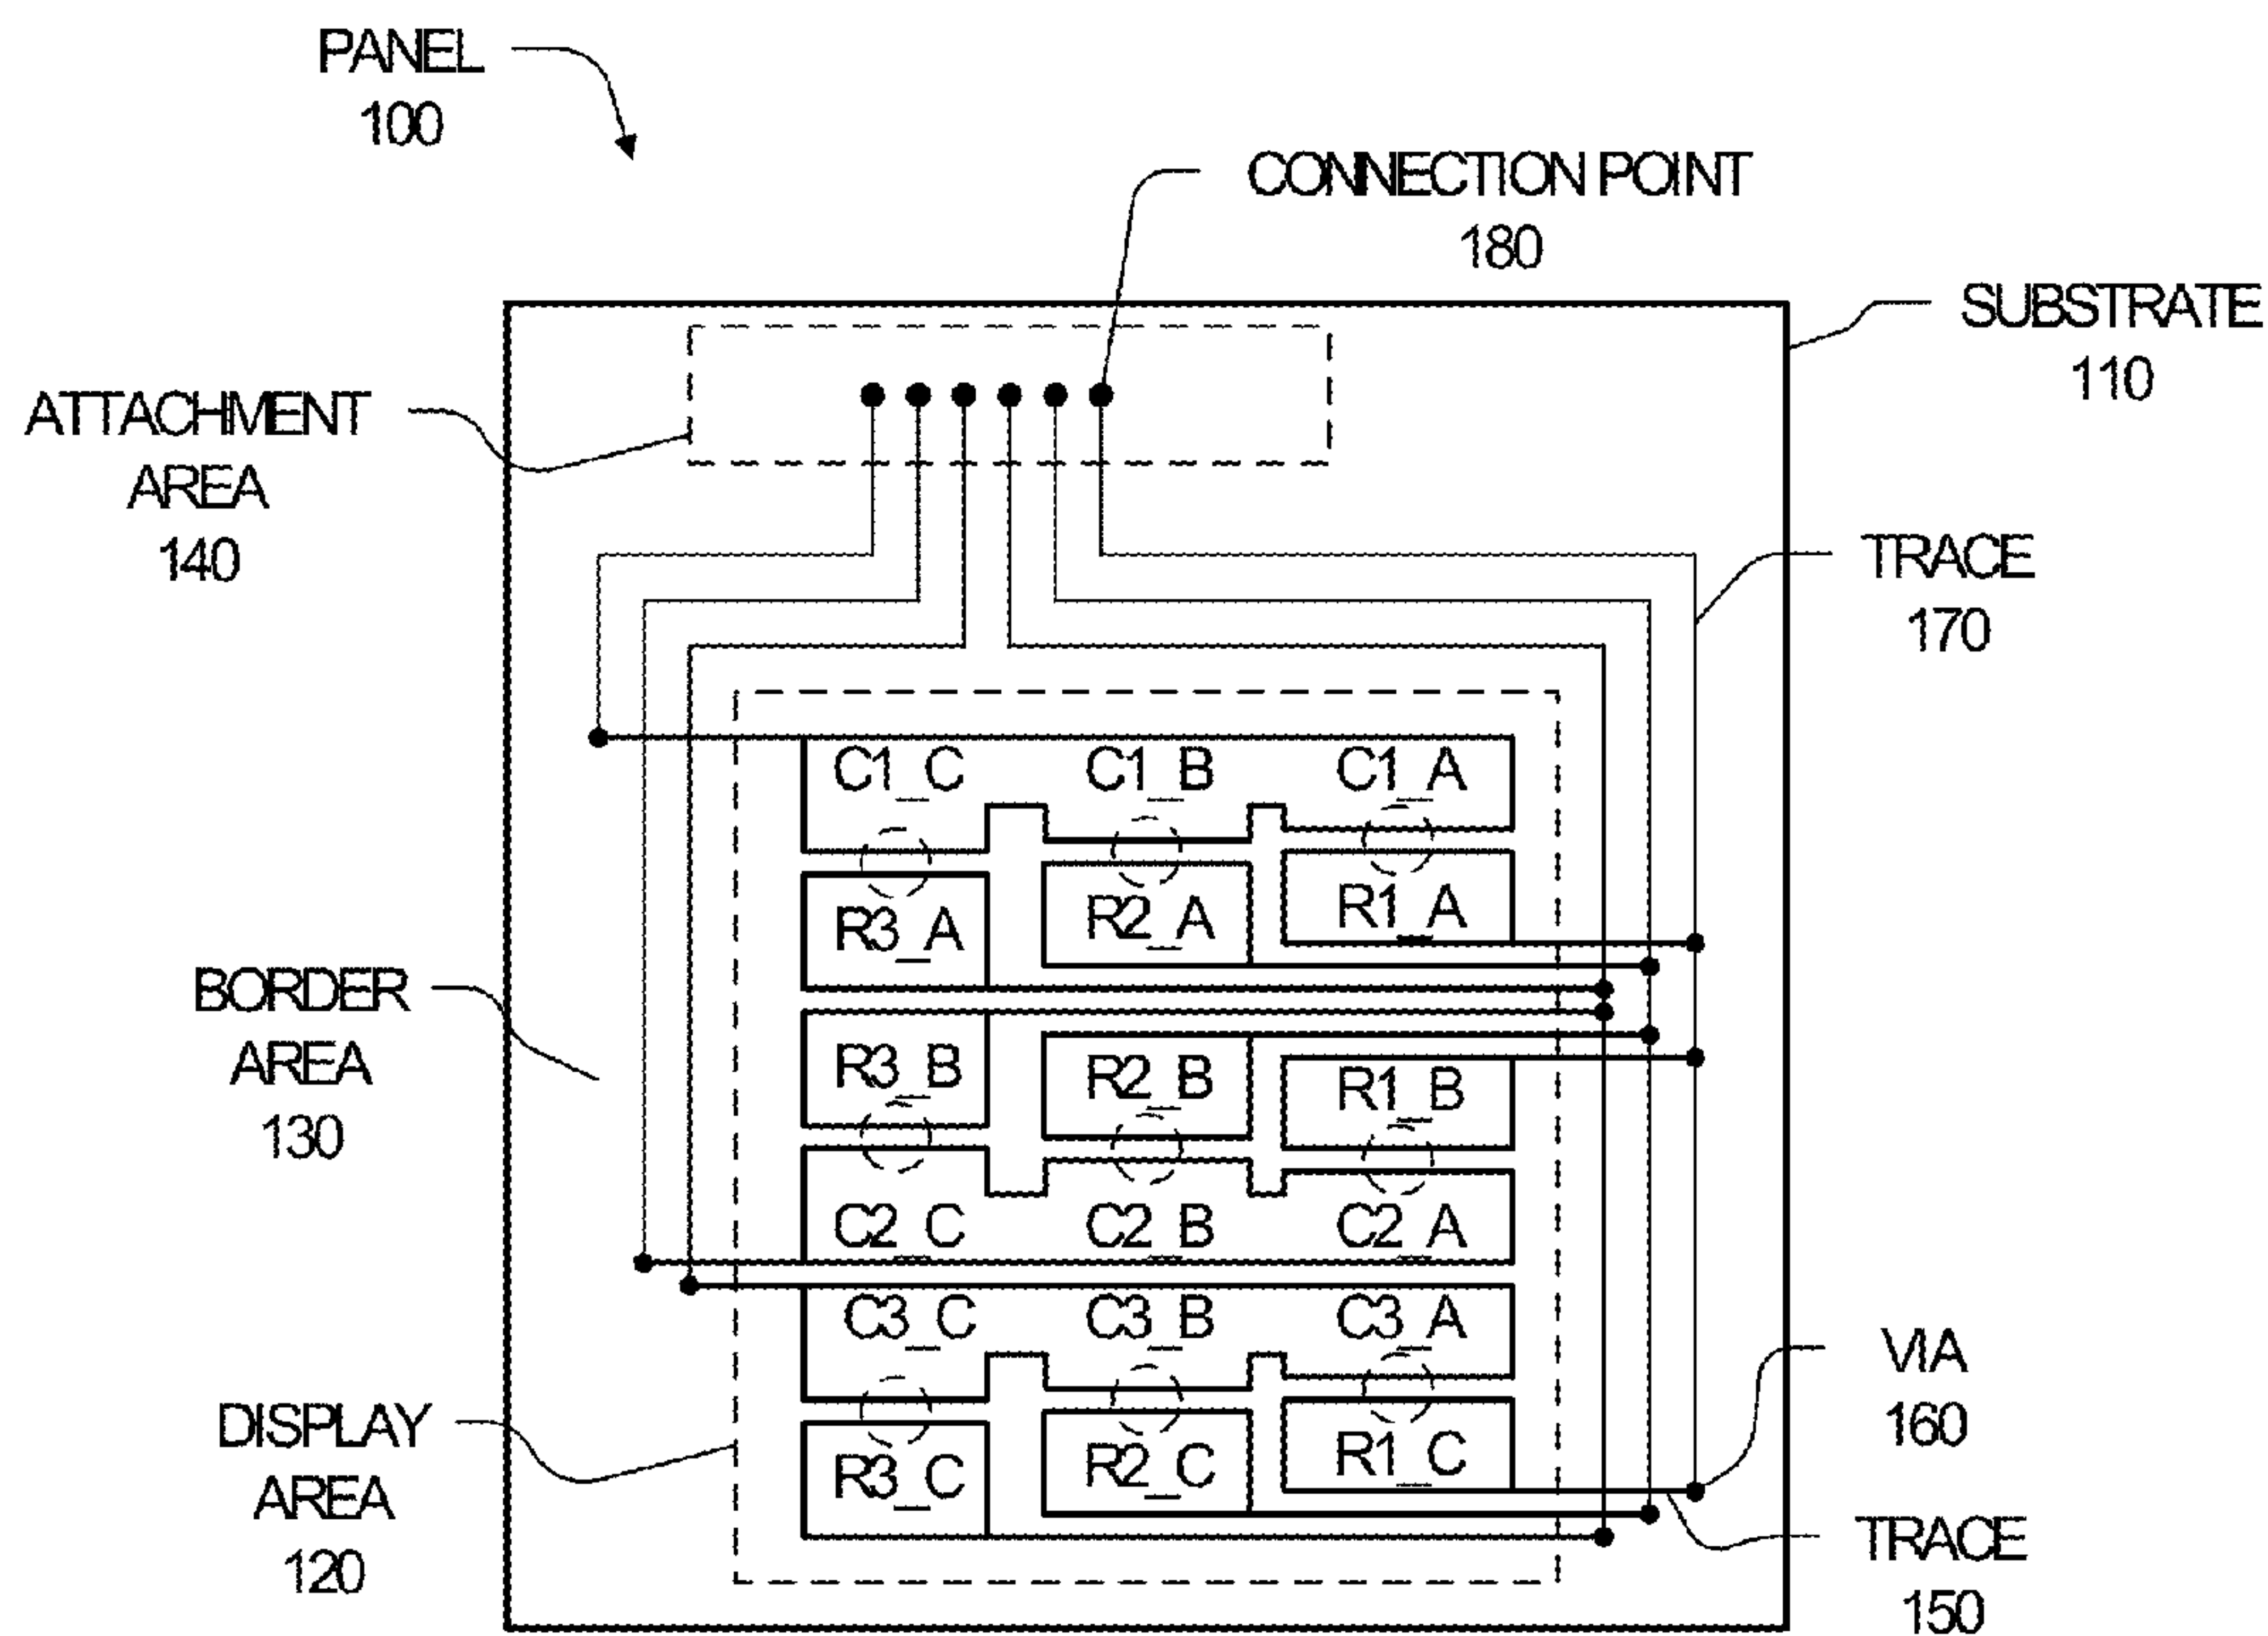 PANEL
100
CONNECTION POINT
180
SUBSTRATE
110
ATTACHMENT
AREA
140
TRACE
170
C1_C C1_B C1_A
R3_A R2_A R1_A
BORDER
AREA
130
R3_B R2_B R1_B
C2_C C2_B C2_A
C3_C C3_B C3_A
VIA
160
DISPLAY
AREA
120
R3_C R2_C R1_C
TRACE
150